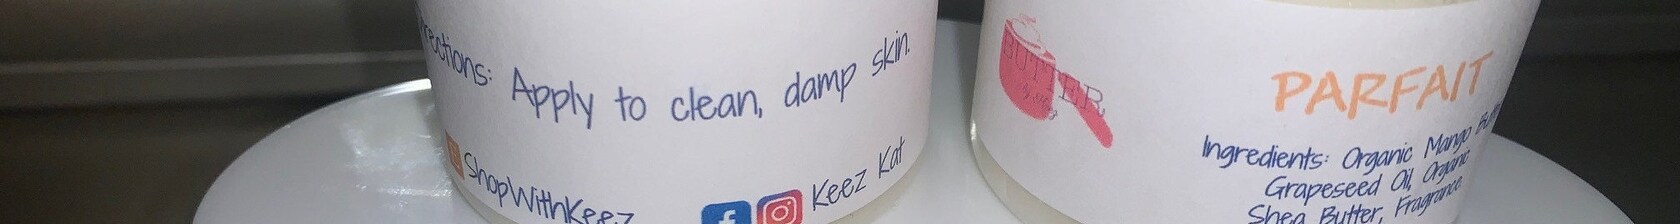 rections: Apply to clean, damp skin.
ShopWithKeez
Keez Kat
BUTTER
PARFAIT
Ingredients: Organic Mango
Grapeseed Oil, Organic
Shea Butter, Fragrance.